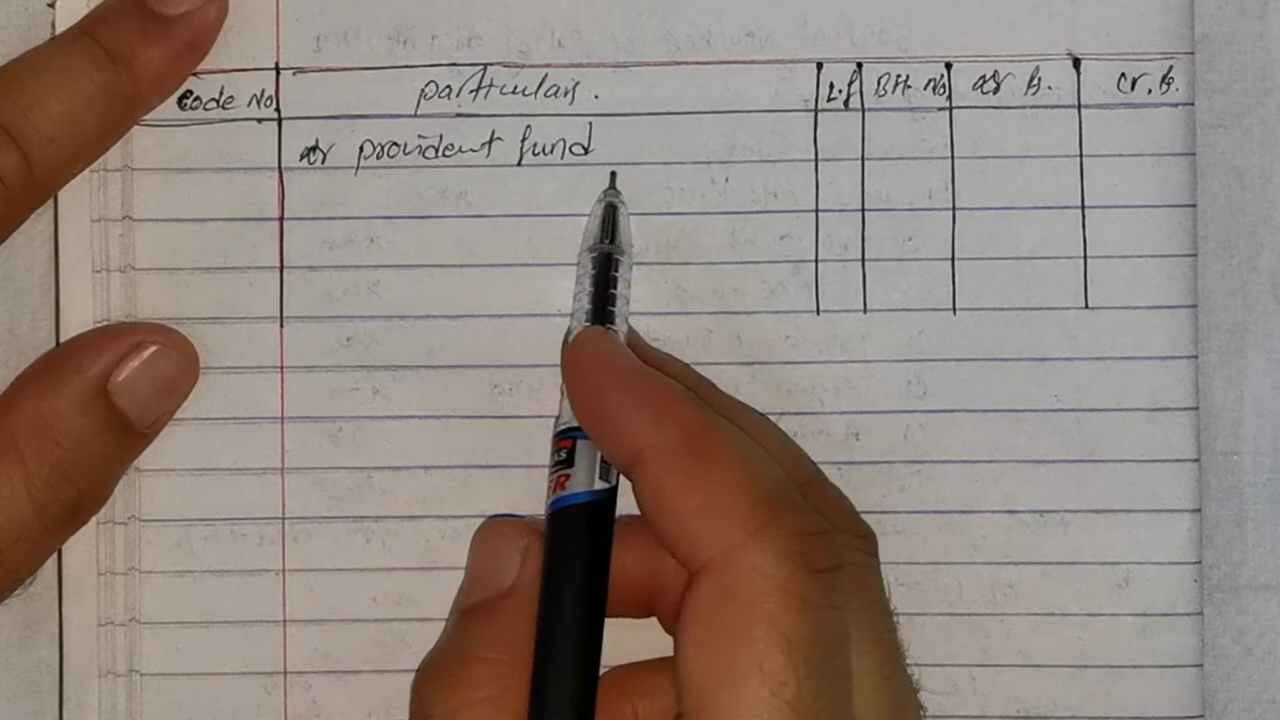 Code No particulars. L.f BH. No dr Rs. cr. Rs.
dr provident fund